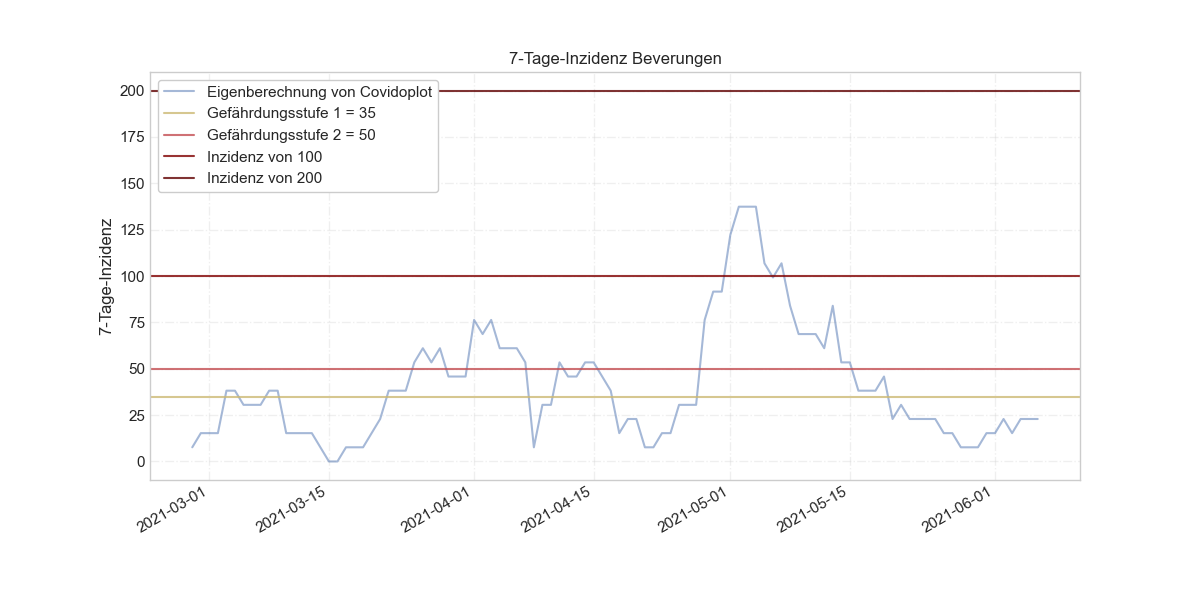 7-Tage-Inzidenz Beverungen
Eigenberechnung von Covidoplot
Gefährdungsstufe 1 = 35
Gefährdungsstufe 2 = 50
Inzidenz von 100
Inzidenz von 200
7-Tage-Inzidenz
200
175
150
125
100
75
50
25
0
2021-03-01
2021-03-15
2021-04-01
2021-04-15
2021-05-01
2021-05-15
2021-06-01